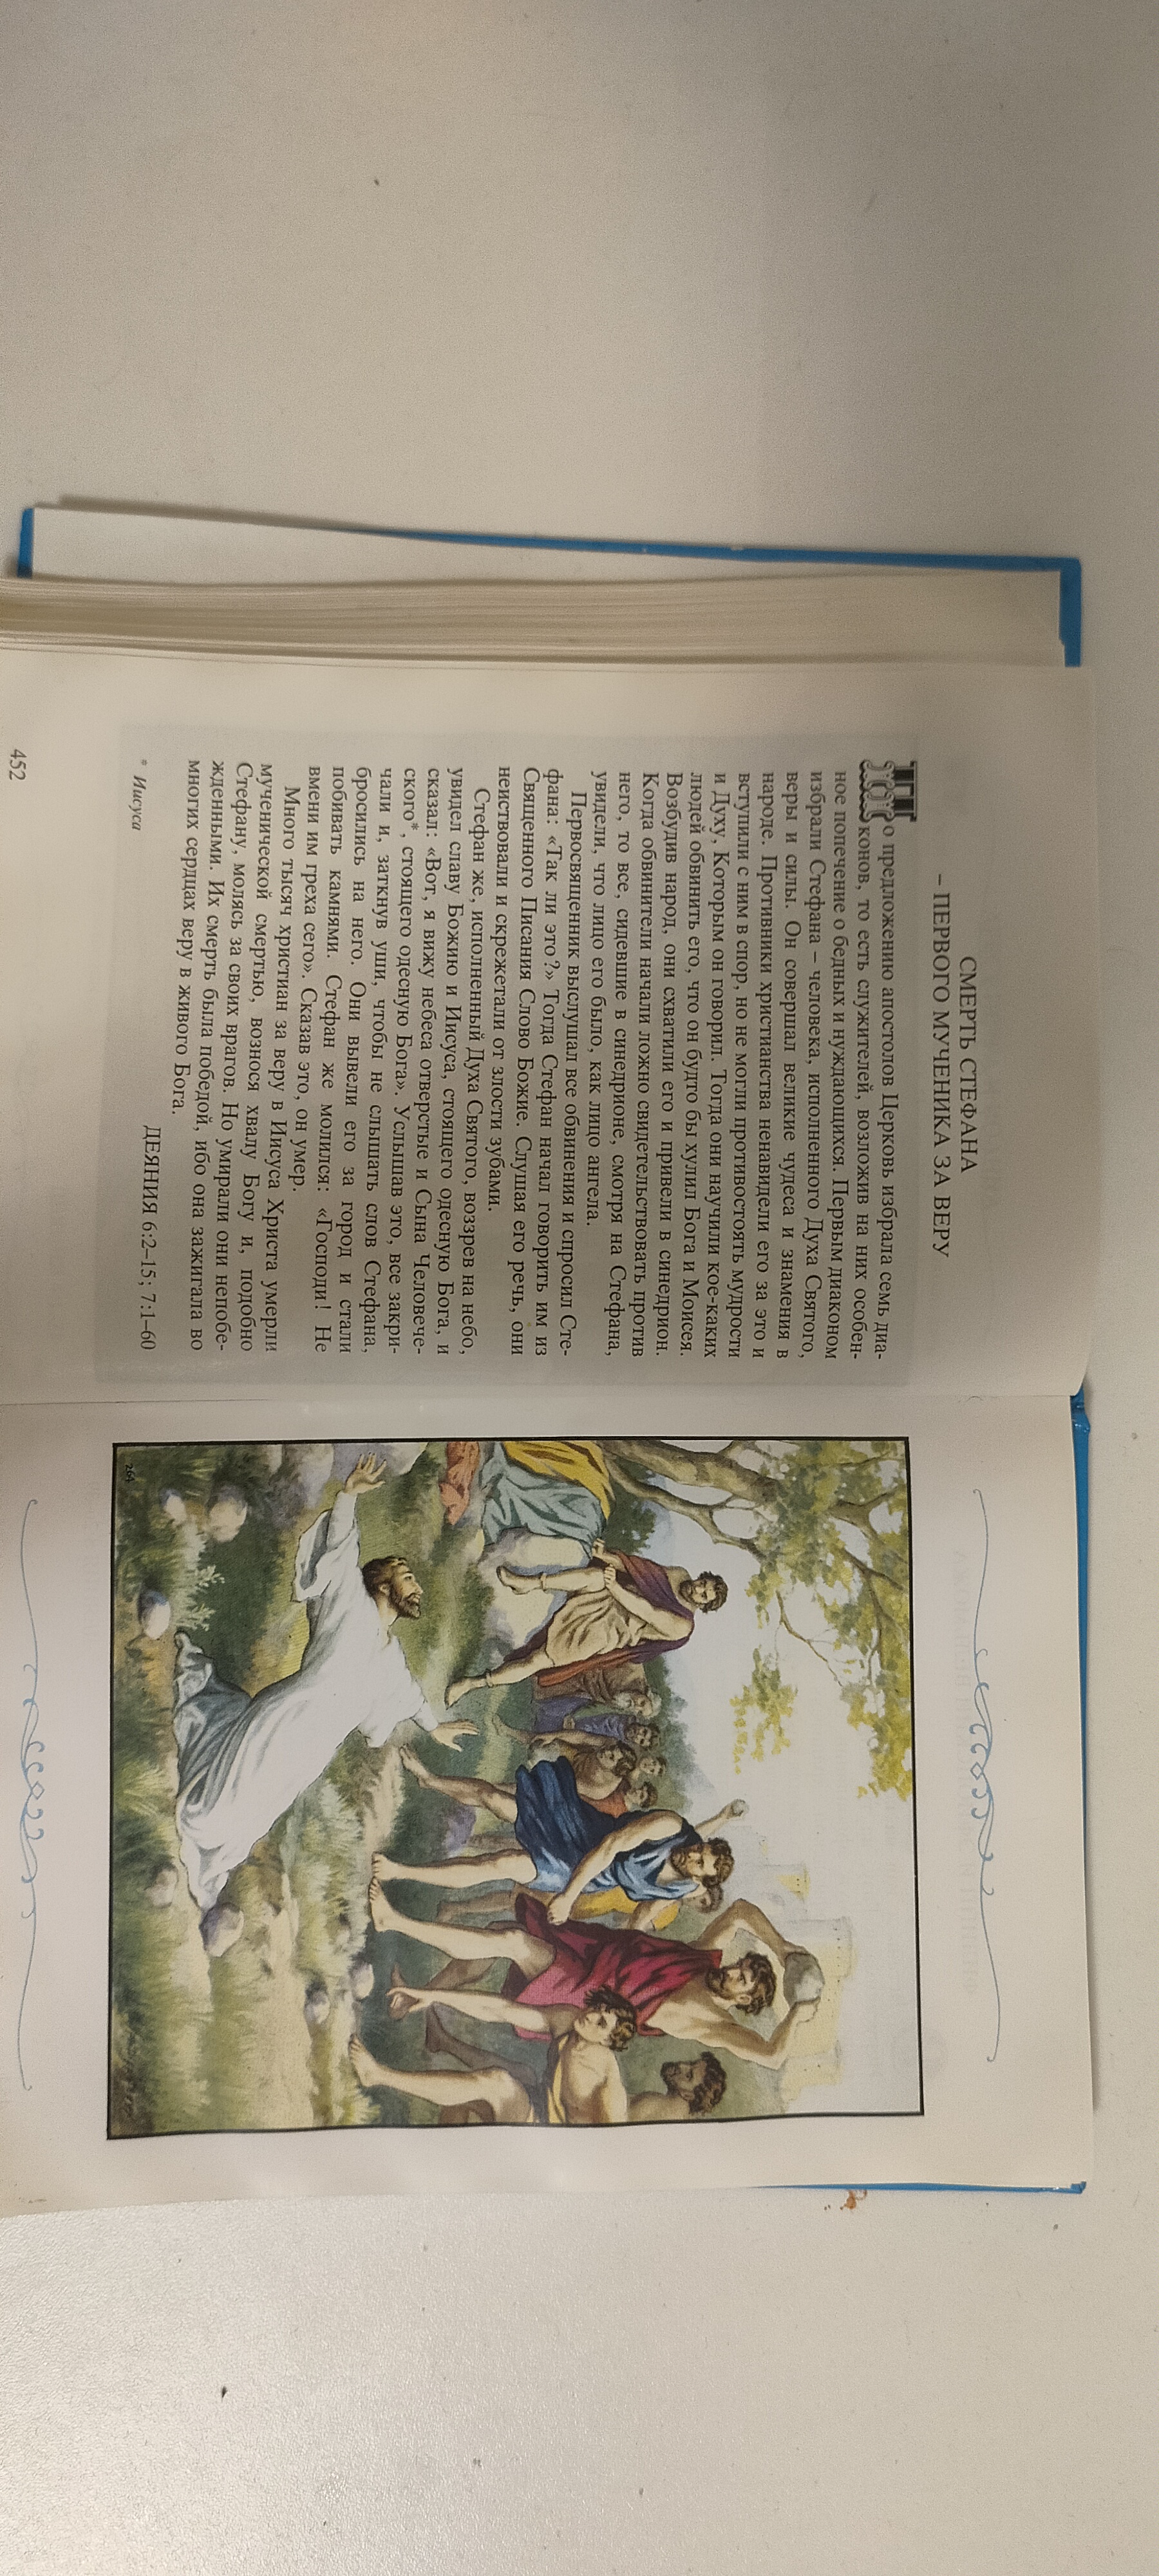 СМЕРТЬ СТЕФАНА
– ПЕРВОГО МУЧЕНИКА ЗА ВЕРУ
По предложению апостолов Церковь избрала семь диа-
конов, то есть служителей, возложив на них особен-
ное попечение о бедных и нуждающихся. Первым диаконом
избрали Стефана – человека, исполненного Духа Святого,
веры и силы. Он совершал великие чудеса и знамения в
народе. Противники христианства ненавидели его за это и
вступили с ним в спор, но не могли противостоять мудрости
и Духу, Которым он говорил. Тогда они научили кое-каких
людей обвинить его, что он будто бы хулил Бога и Моисея.
Возбудив народ, они схватили его и привели в синедрион.
Когда обвинители начали ложно свидетельствовать против
него, то все, сидевшие в синедрионе, смотря на Стефана,
увидели, что лицо его было, как лицо ангела.
Первосвященник выслушал все обвинения и спросил Сте-
фана: «Так ли это?» Тогда Стефан начал говорить им из
Священного Писания Слово Божие. Слушая его речь, они
неистовали и скрежетали от злости зубами.
Стефан же, исполненный Духа Святого, воззрев на небо,
увидел славу Божию и Иисуса, стоящего одесную Бога, и
сказал: «Вот, я вижу небеса отверстые и Сына Человече-
ского*, стоящего одесную Бога». Услышав это, все закри-
чали и, заткнув уши, чтобы не слышать слов Стефана,
бросились на него. Они вывели его за город и стали
побивать камнями. Стефан же молился: «Господи! Не
вмени им греха сего». Сказав это, он умер.
Много тысяч христиан за веру в Иисуса Христа умерли
мученической смертью, вознося хвалу Богу и, подобно
Стефану, молясь за своих врагов. Но умирали они непобе-
жденными. Их смерть была победой, ибо она зажигала во
многих сердцах веру в живого Бога.
ДЕЯНИЯ 6:2–15; 7:1–60
* Иисуса
452
264